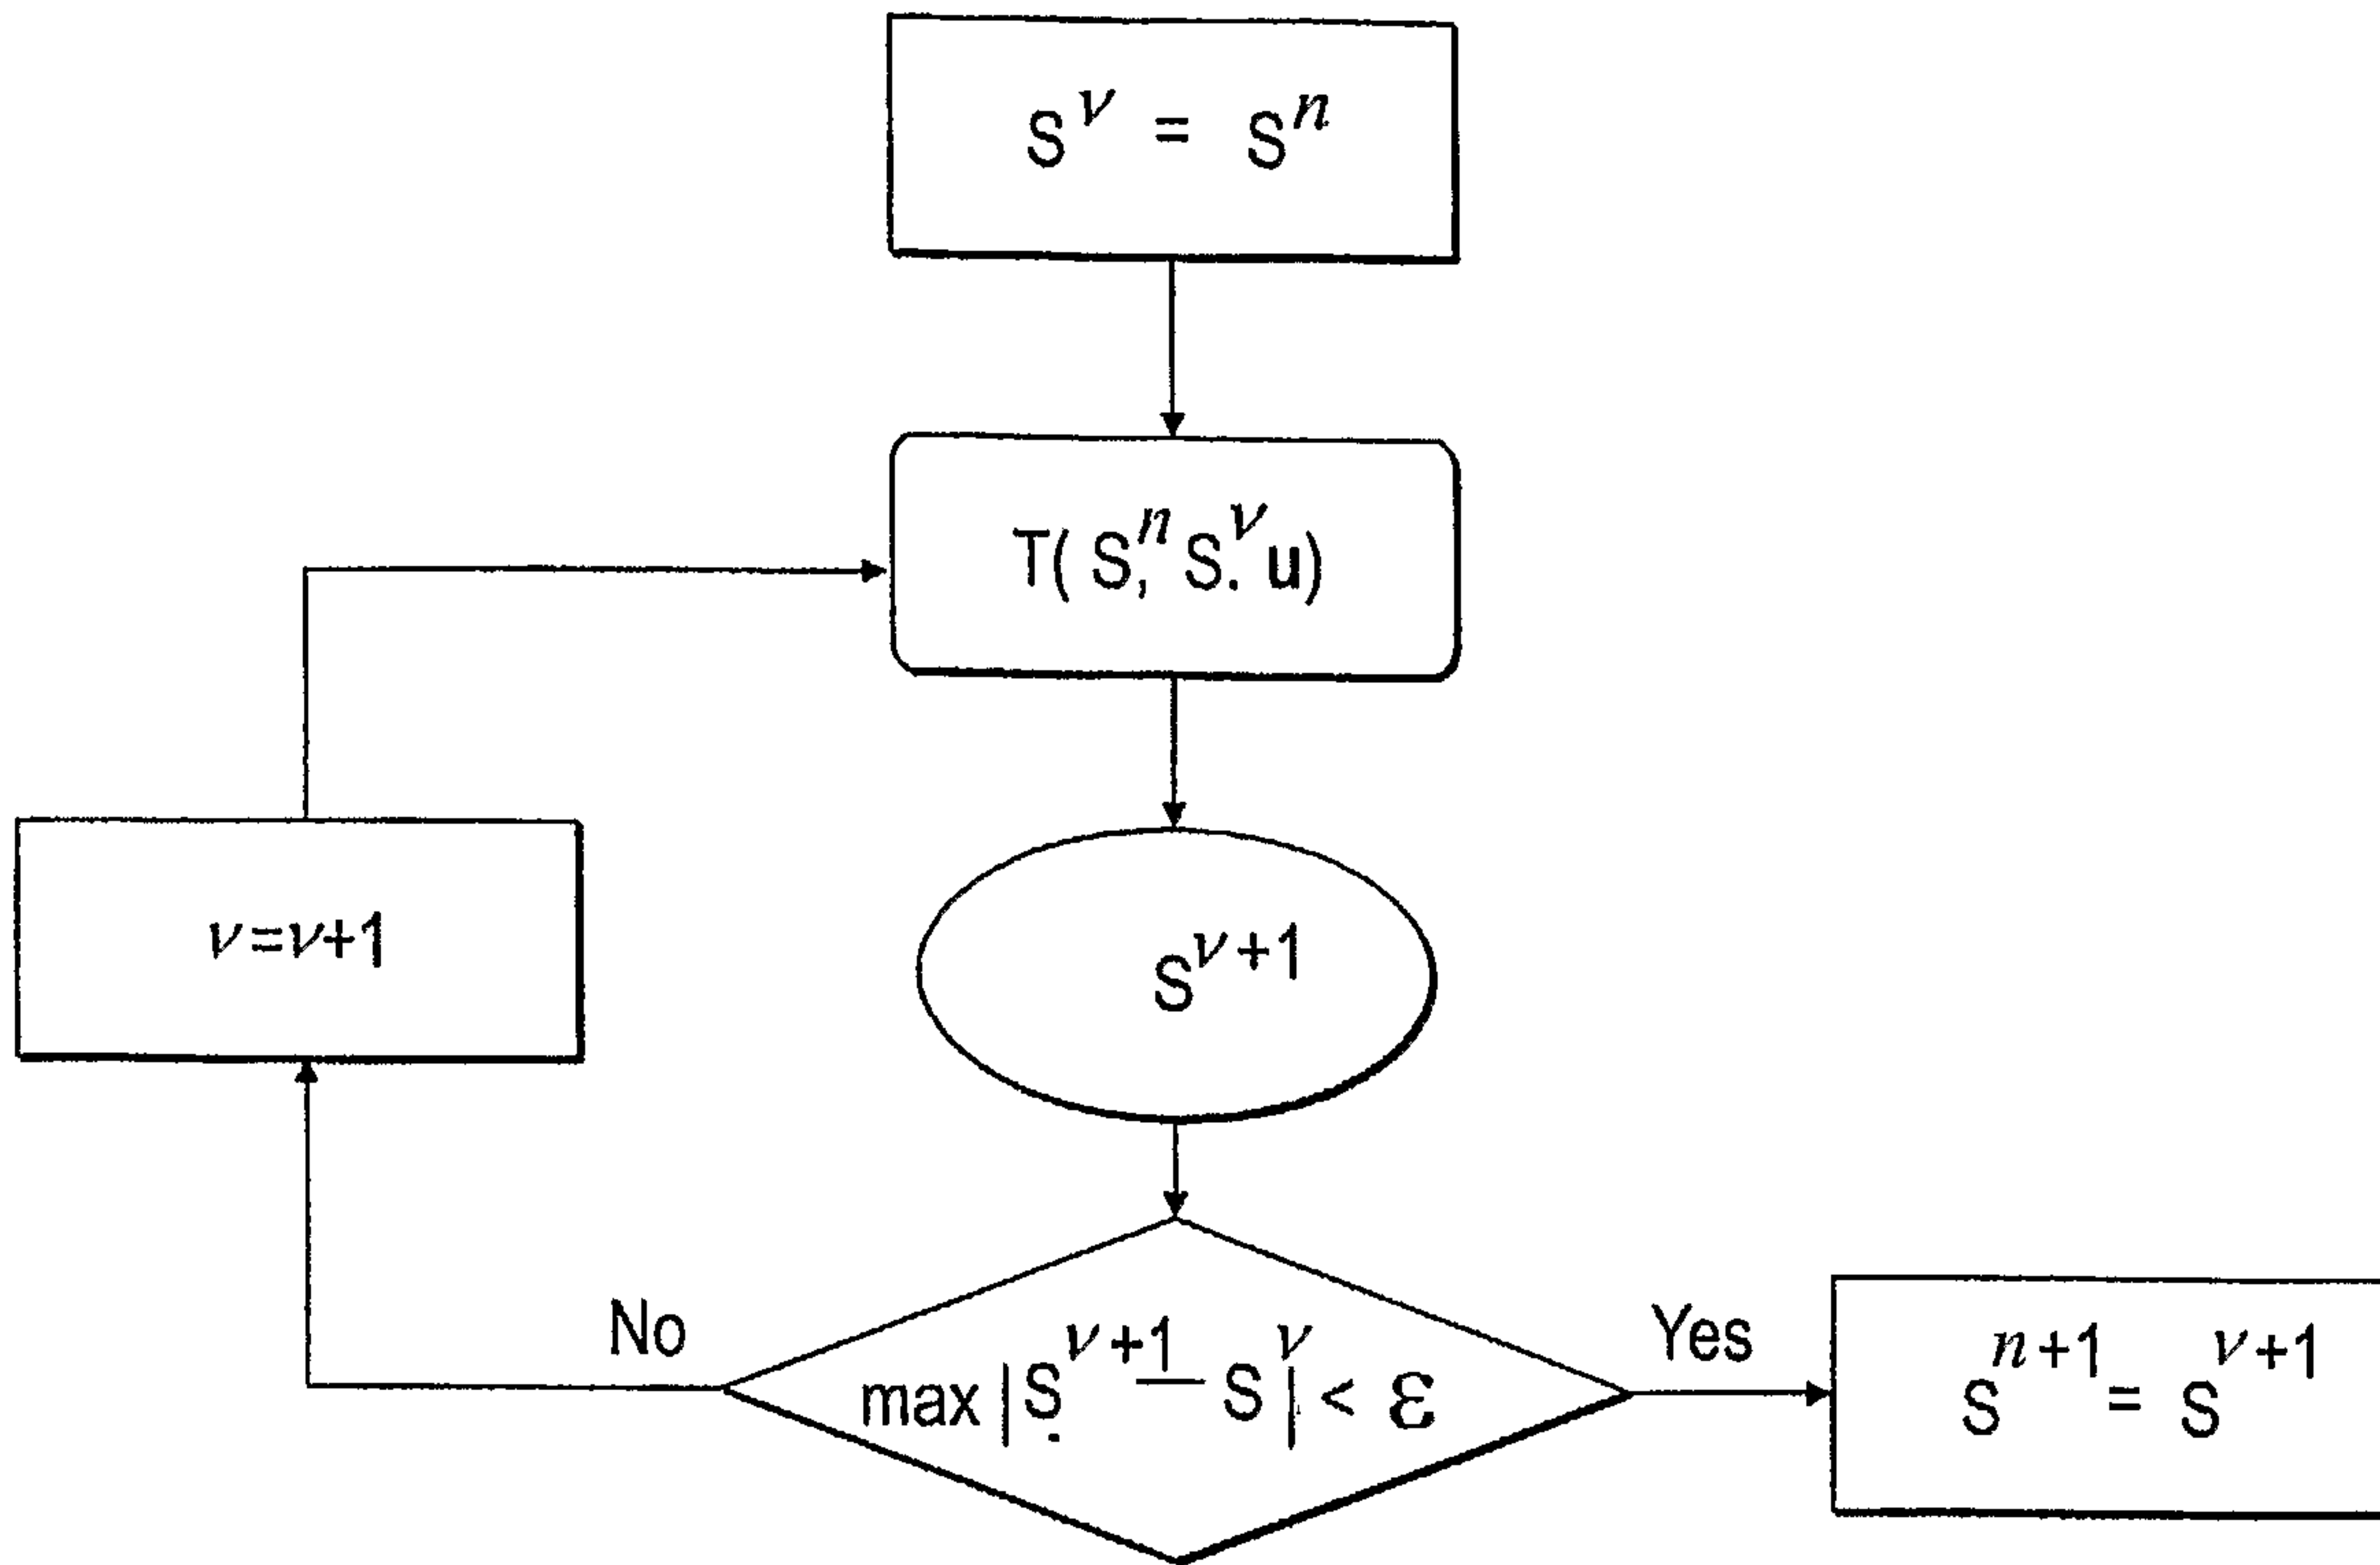 S^ν = S^n
T( S,^n S.^ν u)
ν=ν+1
S^ν+1
No
max |S.^ν+1 − S^ν| < ε
Yes
S^n+1 = S^ν+1